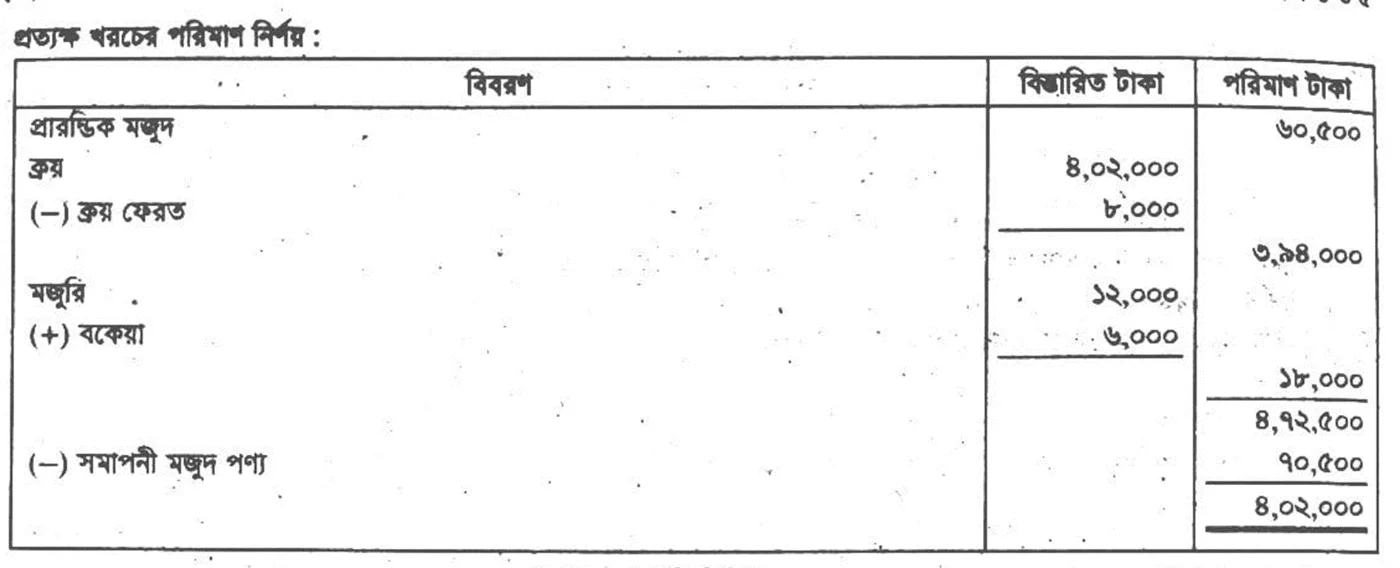 প্রত্যক্ষ খরচের পরিমাণ নির্ণয় :
বিবরণ বিস্তারিত টাকা পরিমাণ টাকা
প্রারম্ভিক মজুদ ৬০,৫০০
ক্রয় ৪,০২,০০০
(–) ক্রয় ফেরত ৮,০০০
৩,৯৪,০০০
মজুরি ১২,০০০
(+) বকেয়া ৬,০০০
১৮,০০০
৪,৭২,৫০০
(–) সমাপনী মজুদ পণ্য ৭০,৫০০
৪,০২,০০০